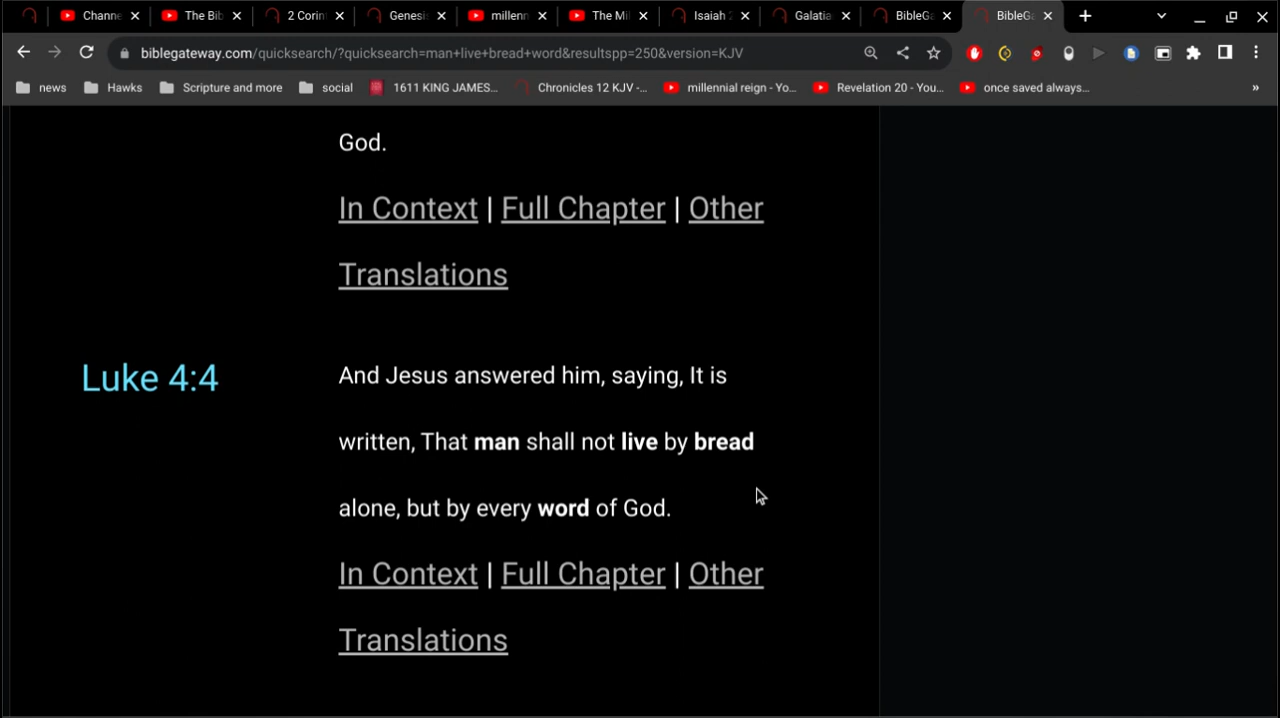 Channe
The Bib
2 Corin
Genesis
millenn
The Mil
Isaiah
Galatia
BibleGa
BibleGa
biblegateway.com/quicksearch/?quicksearch=man+live+bread+word&resultspp=250&version=KJV
news
Hawks
Scripture and more
social
1611 KING JAMES...
Chronicles 12 KJV -...
millennial reign - Yo...
Revelation 20 - You...
once saved always...
»
God.
In Context | Full Chapter | Other
Translations
Luke 4:4
And Jesus answered him, saying, It is
written, That man shall not live by bread
alone, but by every word of God.
In Context | Full Chapter | Other
Translations